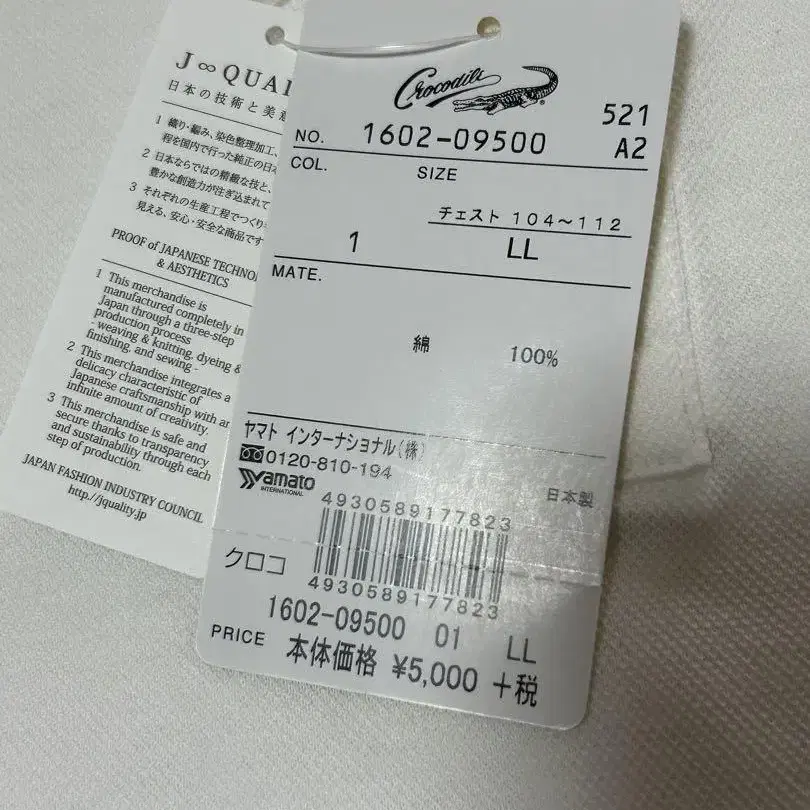 J∞QUAL
日本の技術と美意
1 織り・編み、染色整理加工、
程を国内で行った純正の日本
2 日本ならではの精緻な技と、
豊かな創造力が注ぎ込まれて
3 それぞれの生産工程でつくり
見える、安心・安全な商品です
PROOF of JAPANESE TECHNO
& AESTHETICS
1 This merchandise is
manufactured completely in
Japan through a three-step
production process
- weaving & knitting, dyeing &
finishing, and sewing -
2 This merchandise integrates a
delicacy characteristic of
Japanese craftsmanship with an
infinite amount of creativity.
3 This merchandise is safe and
secure thanks to transparency
and sustainability through each
step of production.
JAPAN FASHION INDUSTRY COUNCIL
http://jquality.jp
Crocodile
521
NO. 1602-09500 A2
COL. SIZE
チェスト 104～112
1 LL
MATE.
綿 100%
ヤマト インターナショナル(株)
0120-810-194
Yamato
INTERNATIONAL
日本製
4930589177823
クロコ
4930589177823
1602-09500 01 LL
PRICE 本体価格 ¥5,000 +税